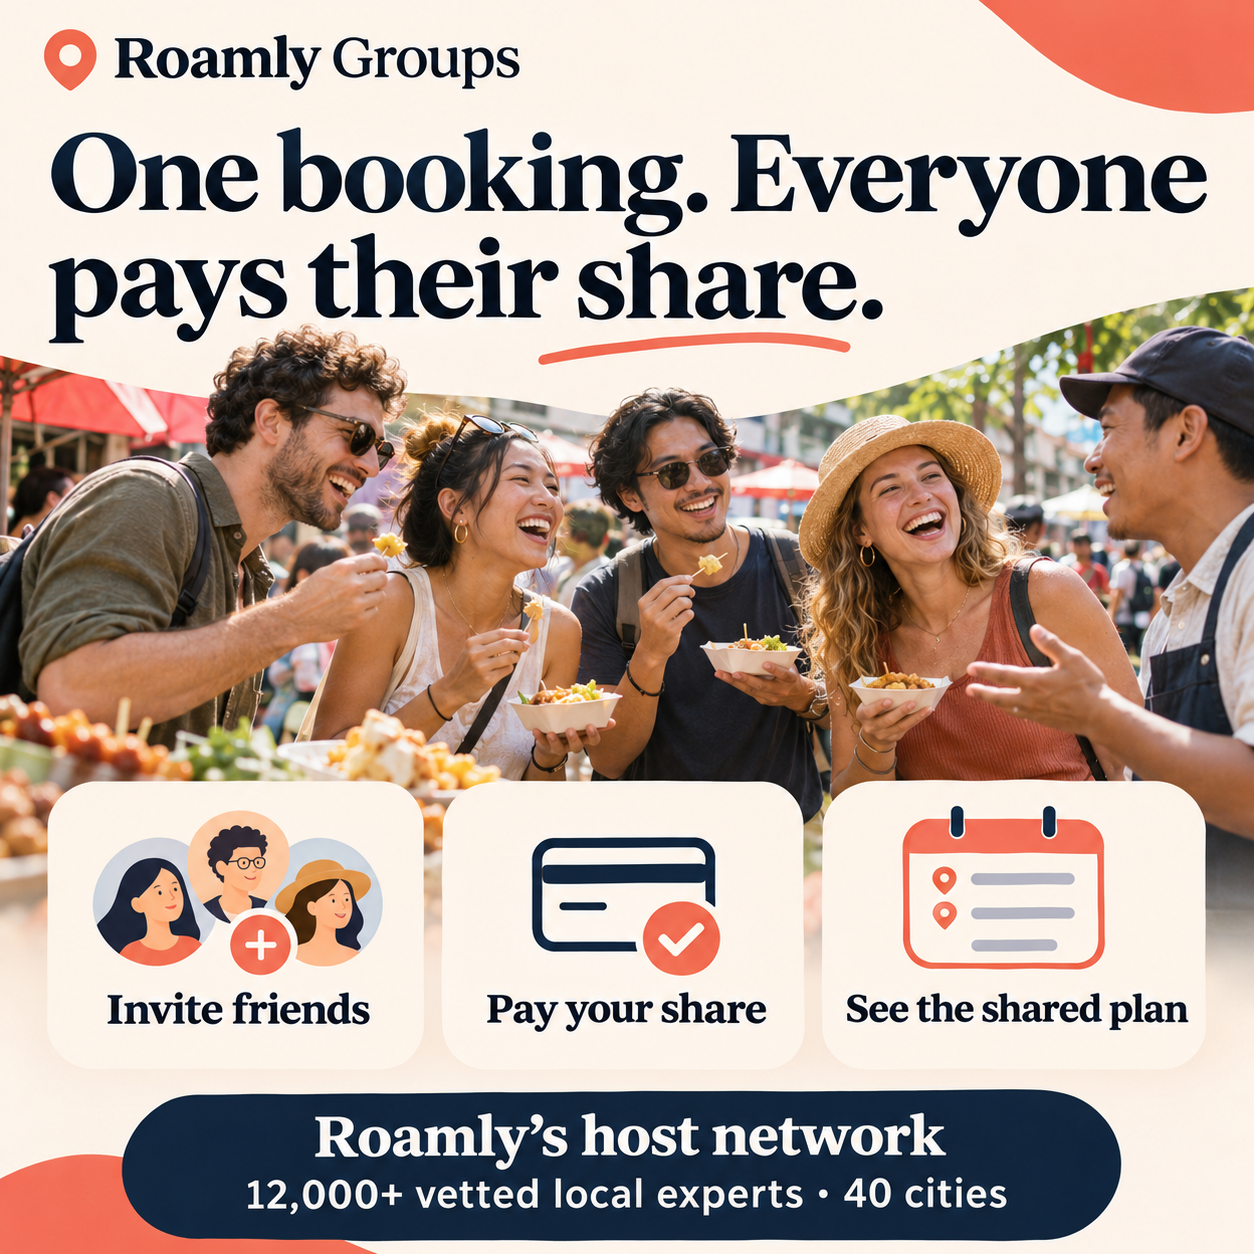 Roamly Groups
One booking. Everyone
pays their share.
Invite friends
Pay your share
See the shared plan
Roamly’s host network
12,000+ vetted local experts • 40 cities